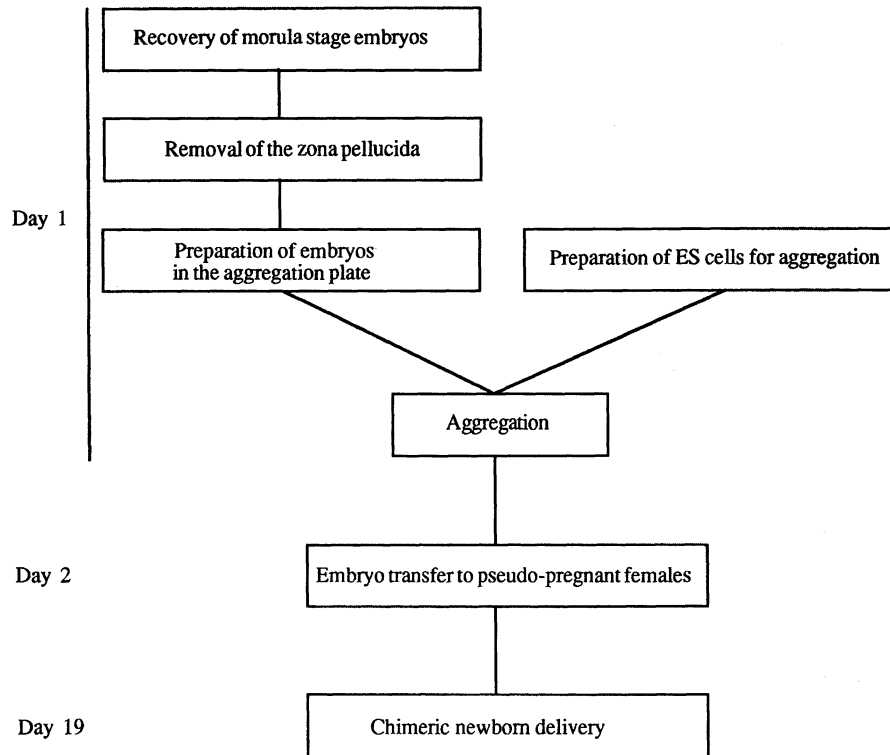 Recovery of morula stage embryos
Removal of the zona pellucida
Day 1
Preparation of embryos
in the aggregation plate
Preparation of ES cells for aggregation
Aggregation
Day 2
Embryo transfer to pseudo-pregnant females
Day 19
Chimeric newborn delivery